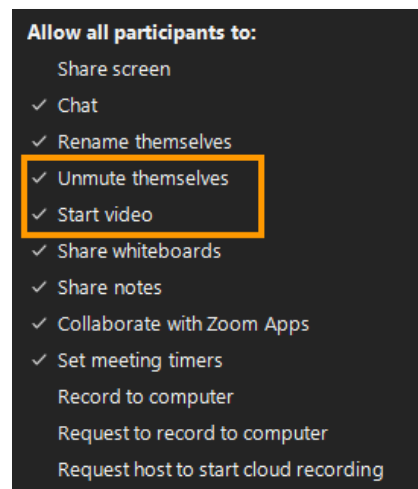 Allow all participants to:
Share screen
Chat
Rename themselves
Unmute themselves
Start video
Share whiteboards
Share notes
Collaborate with Zoom Apps
Set meeting timers
Record to computer
Request to record to computer
Request host to start cloud recording